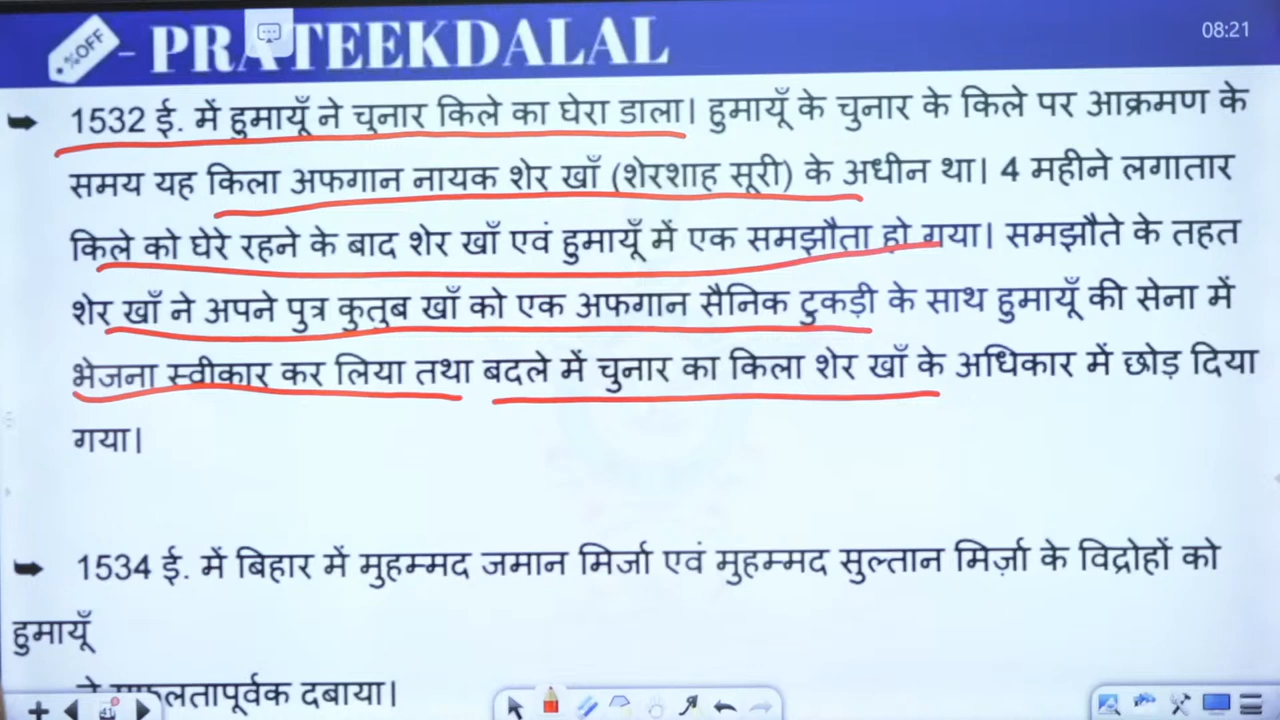 %OFF - PRATEEKDALAL
08:21
➡ 1532 ई. में हुमायूँ ने चुनार किले का घेरा डाला। हुमायूँ के चुनार के किले पर आक्रमण के
समय यह किला अफगान नायक शेर खाँ (शेरशाह सूरी) के अधीन था। 4 महीने लगातार
किले को घेरे रहने के बाद शेर खाँ एवं हुमायूँ में एक समझौता हो गया। समझौते के तहत
शेर खाँ ने अपने पुत्र कुतुब खाँ को एक अफगान सैनिक टुकड़ी के साथ हुमायूँ की सेना में
भेजना स्वीकार कर लिया तथा बदले में चुनार का किला शेर खाँ के अधिकार में छोड़ दिया
गया।
➡ 1534 ई. में बिहार में मुहम्मद जमान मिर्जा एवं मुहम्मद सुल्तान मिर्ज़ा के विद्रोहों को
हुमायूँ
दबाया।
41